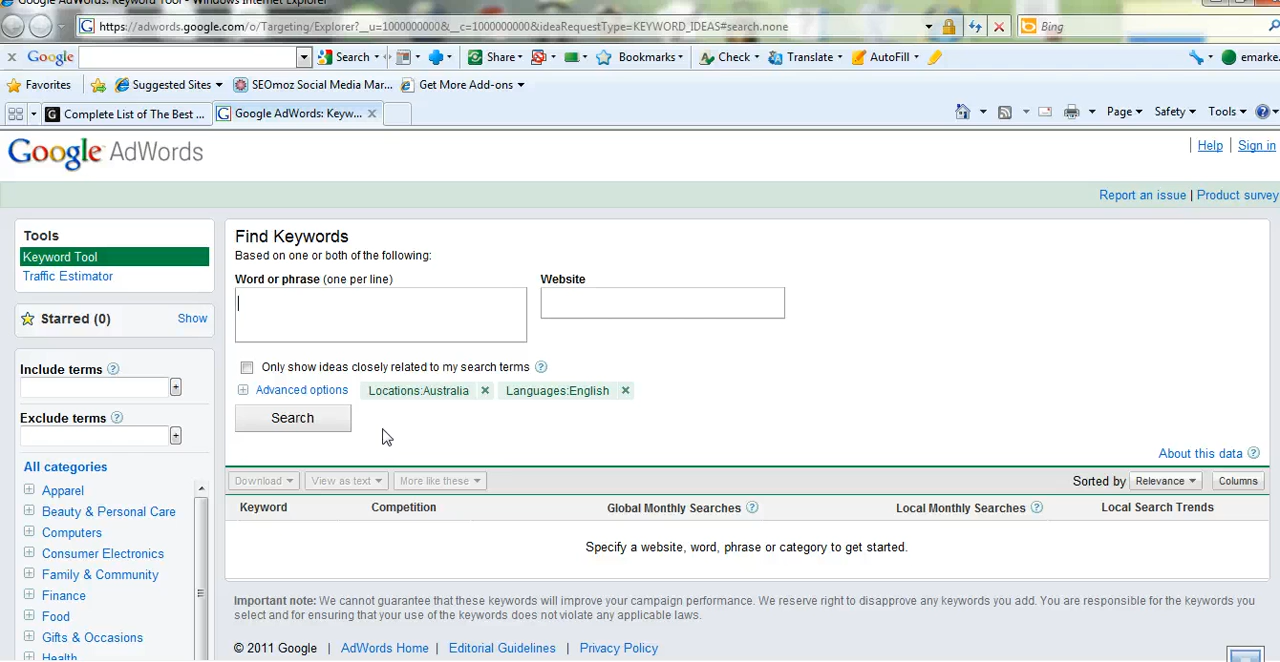 Google AdWords: Keyword Tool - Windows Internet Explorer
https://adwords.google.com/o/Targeting/Explorer?__u=1000000000&__c=1000000000&ideaRequestType=KEYWORD_IDEAS#search.none
Bing
x Google Search Share Bookmarks Check Translate AutoFill emarke
Favorites Suggested Sites SEOmoz Social Media Mar... Get More Add-ons
Complete List of The Best ... Google AdWords: Keyw... Page Safety Tools
Google AdWords
Help | Sign in
Report an issue | Product survey
Tools
Keyword Tool
Traffic Estimator
Starred (0) Show
Include terms ?
+
Exclude terms ?
+
All categories
Apparel
Beauty & Personal Care
Computers
Consumer Electronics
Family & Community
Finance
Food
Gifts & Occasions
Health
Find Keywords
Based on one or both of the following:
Word or phrase (one per line) Website
Only show ideas closely related to my search terms ?
Advanced options Locations:Australia × Languages:English ×
Search
About this data ?
Download View as text More like these Sorted by Relevance Columns
Keyword Competition Global Monthly Searches ? Local Monthly Searches ? Local Search Trends
Specify a website, word, phrase or category to get started.
Important note: We cannot guarantee that these keywords will improve your campaign performance. We reserve right to disapprove any keywords you add. You are responsible for the keywords you
select and for ensuring that your use of the keywords does not violate any applicable laws.
© 2011 Google | AdWords Home | Editorial Guidelines | Privacy Policy